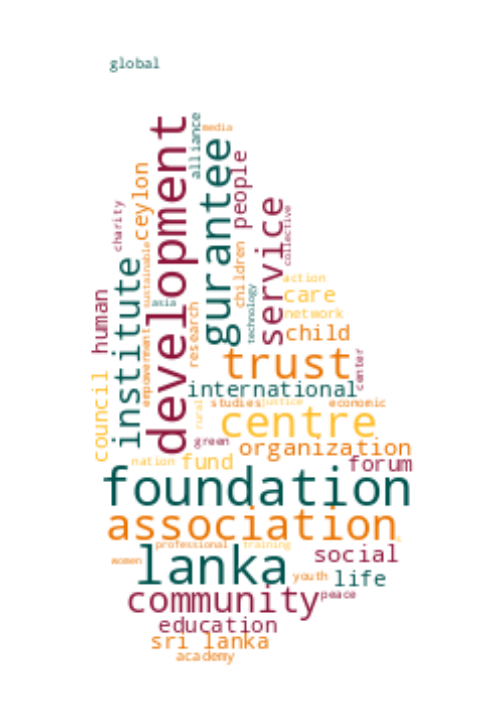 global
media
alliance
development
gurantee
people
ceylon
charity
service
collective
children
sustainable
institute
asia
technology
action
care
network
human
research
child
empowerment
trust
center
international
council
rural
studies
justice
economic
centre
green
organization
nation
fund
forum
foundation
association
professional
training
lanka
social
women
youth
life
community
peace
education
sri lanka
academy